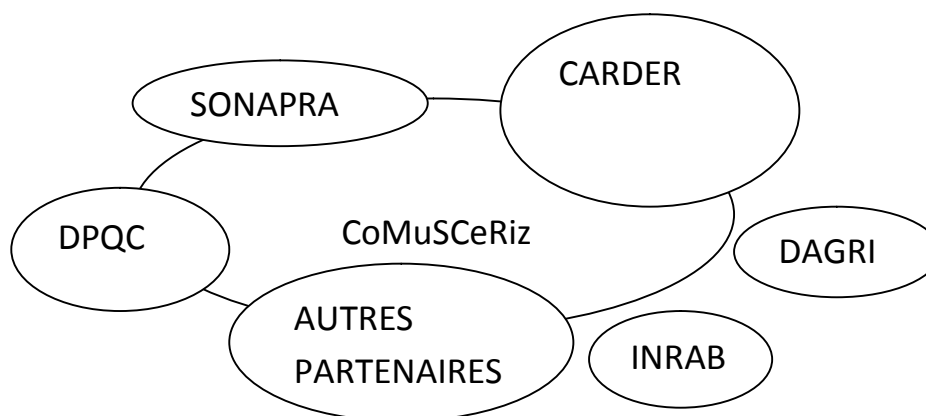 CARDER
SONAPRA
DPQC
CoMuSCeRiz
DAGRI
AUTRES
PARTENAIRES
INRAB